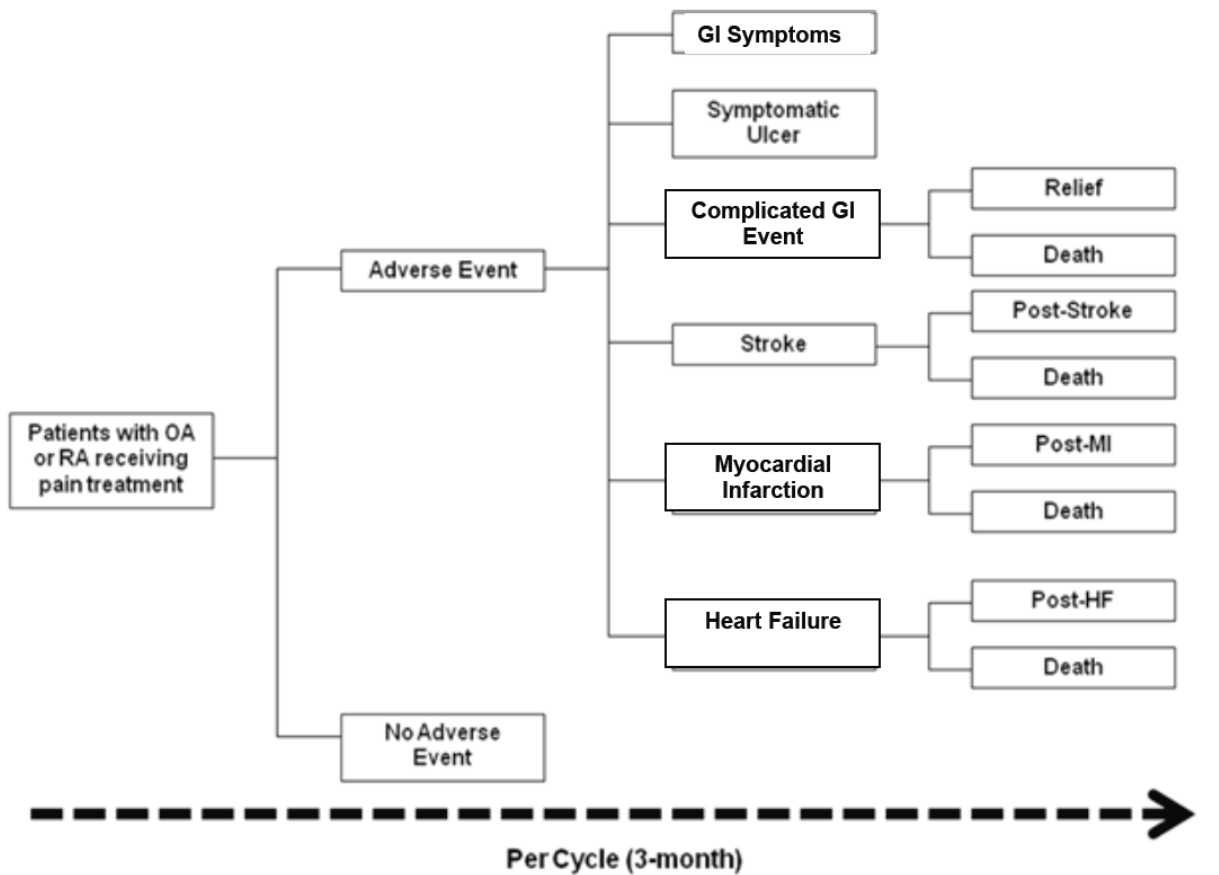 GI Symptoms
Symptomatic
Ulcer
Complicated GI
Event
Relief
Death
Adverse Event
Stroke
Post-Stroke
Death
Patients with OA
or RA receiving
pain treatment
Myocardial
Infarction
Post-MI
Death
Heart Failure
Post-HF
Death
No Adverse
Event
Per Cycle (3-month)